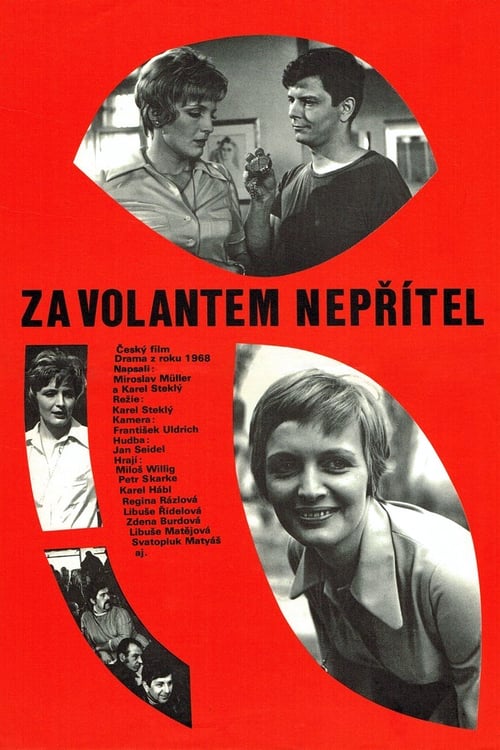 ZA VOLANTEM NEPŘÍTEL
Český film
Drama z roku 1968
Napsali:
Miroslav Müller
a Karel Steklý
Režie:
Karel Steklý
Kamera:
František Uldrich
Hudba:
Jan Seidel
Hrají:
Miloš Willig
Petr Skarke
Karel Hábl
Regina Rázlová
Libuše Řídelová
Zdena Burdová
Libuše Matějová
Svatopluk Matyáš
aj.